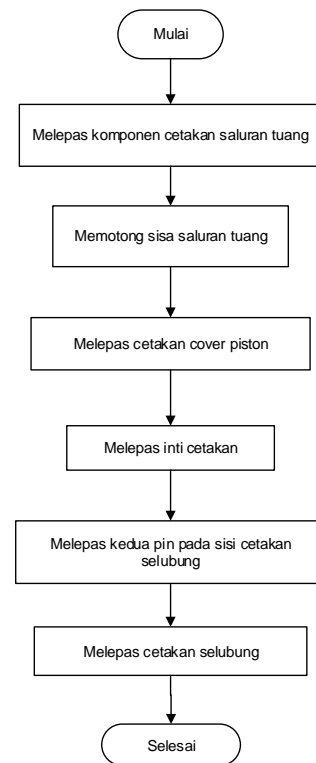 Mulai
Melepas komponen cetakan saluran tuang
Memotong sisa saluran tuang
Melepas cetakan cover piston
Melepas inti cetakan
Melepas kedua pin pada sisi cetakan
selubung
Melepas cetakan selubung
Selesai